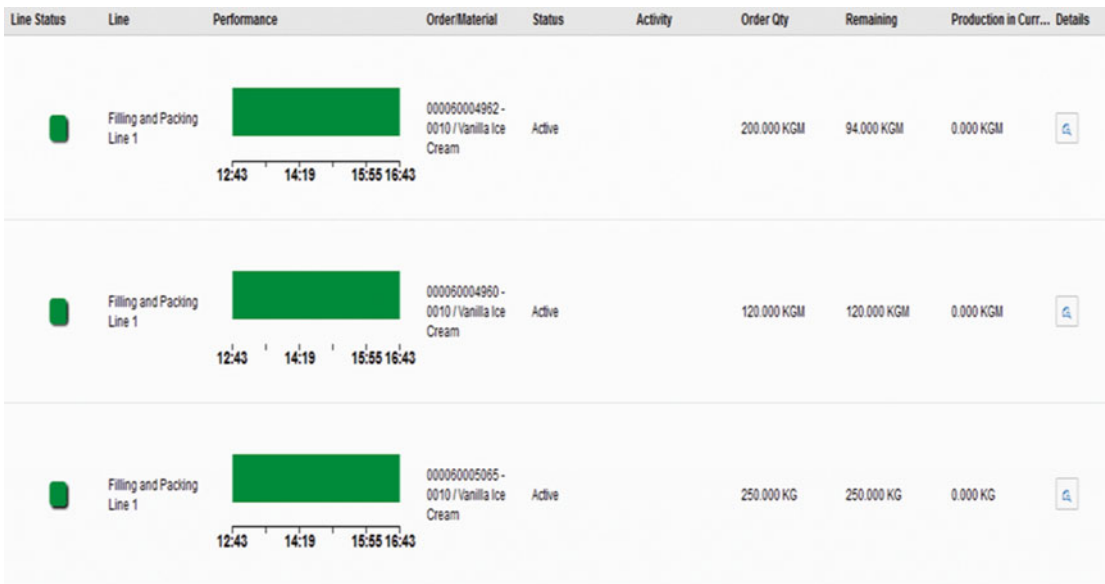 Line Status Line Performance Order/Material Status Activity Order Qty Remaining Production in Curr... Details
Filling and Packing
Line 1
12:43 14:19 15:55 16:43
000060004962 -
0010 / Vanilla Ice
Cream
Active
200.000 KGM
94.000 KGM
0.000 KGM
Filling and Packing
Line 1
12:43 14:19 15:55 16:43
000060004960 -
0010 / Vanilla Ice
Cream
Active
120.000 KGM
120.000 KGM
0.000 KGM
Filling and Packing
Line 1
12:43 14:19 15:55 16:43
000060005065 -
0010 / Vanilla Ice
Cream
Active
250.000 KG
250.000 KG
0.000 KG